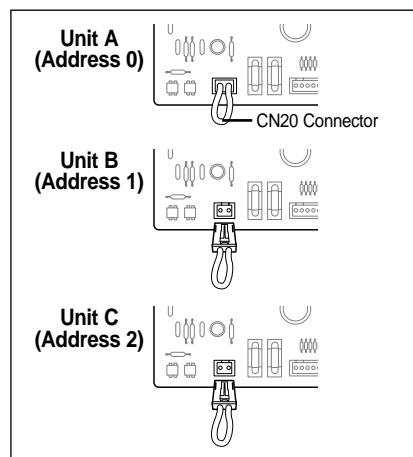 Unit A
(Address 0)
CN20 Connector
Unit B
(Address 1)
Unit C
(Address 2)